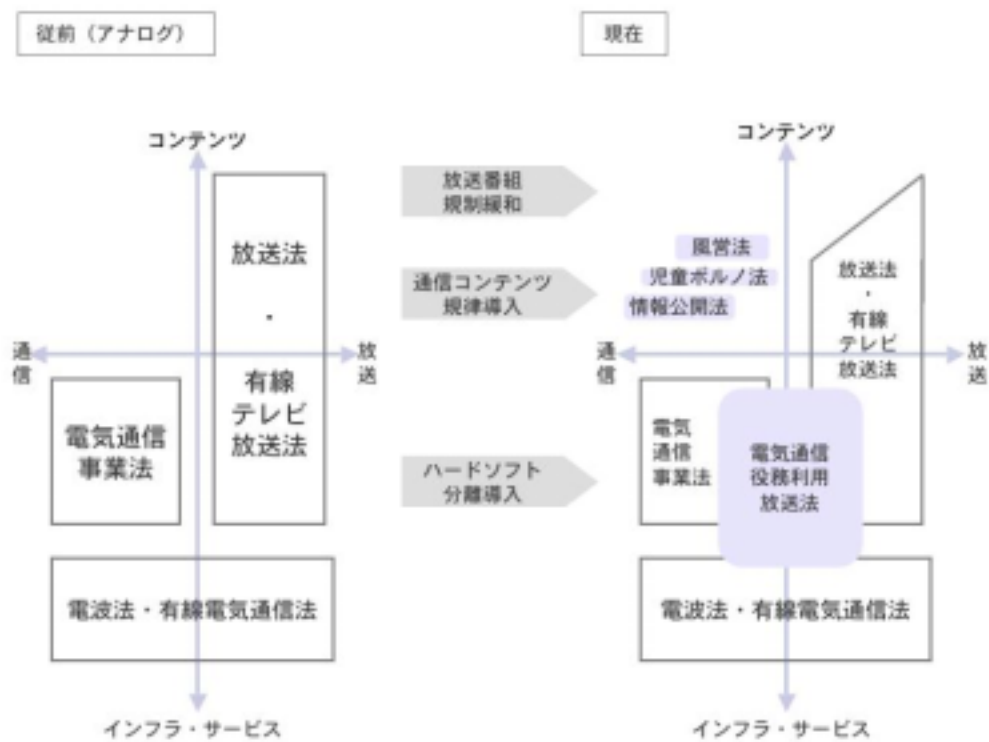 従前（アナログ）
コンテンツ
放送法
・
有線
テレビ
放送法
通信
放送
電気通信
事業法
電波法・有線電気通信法
インフラ・サービス
放送番組
規制緩和
通信コンテンツ
規律導入
ハードソフト
分離導入
現在
コンテンツ
風営法
児童ポルノ法
情報公開法
放送法
・
有線
テレビ
放送法
通信
放送
電気
通信
事業法
電気通信
役務利用
放送法
電波法・有線電気通信法
インフラ・サービス